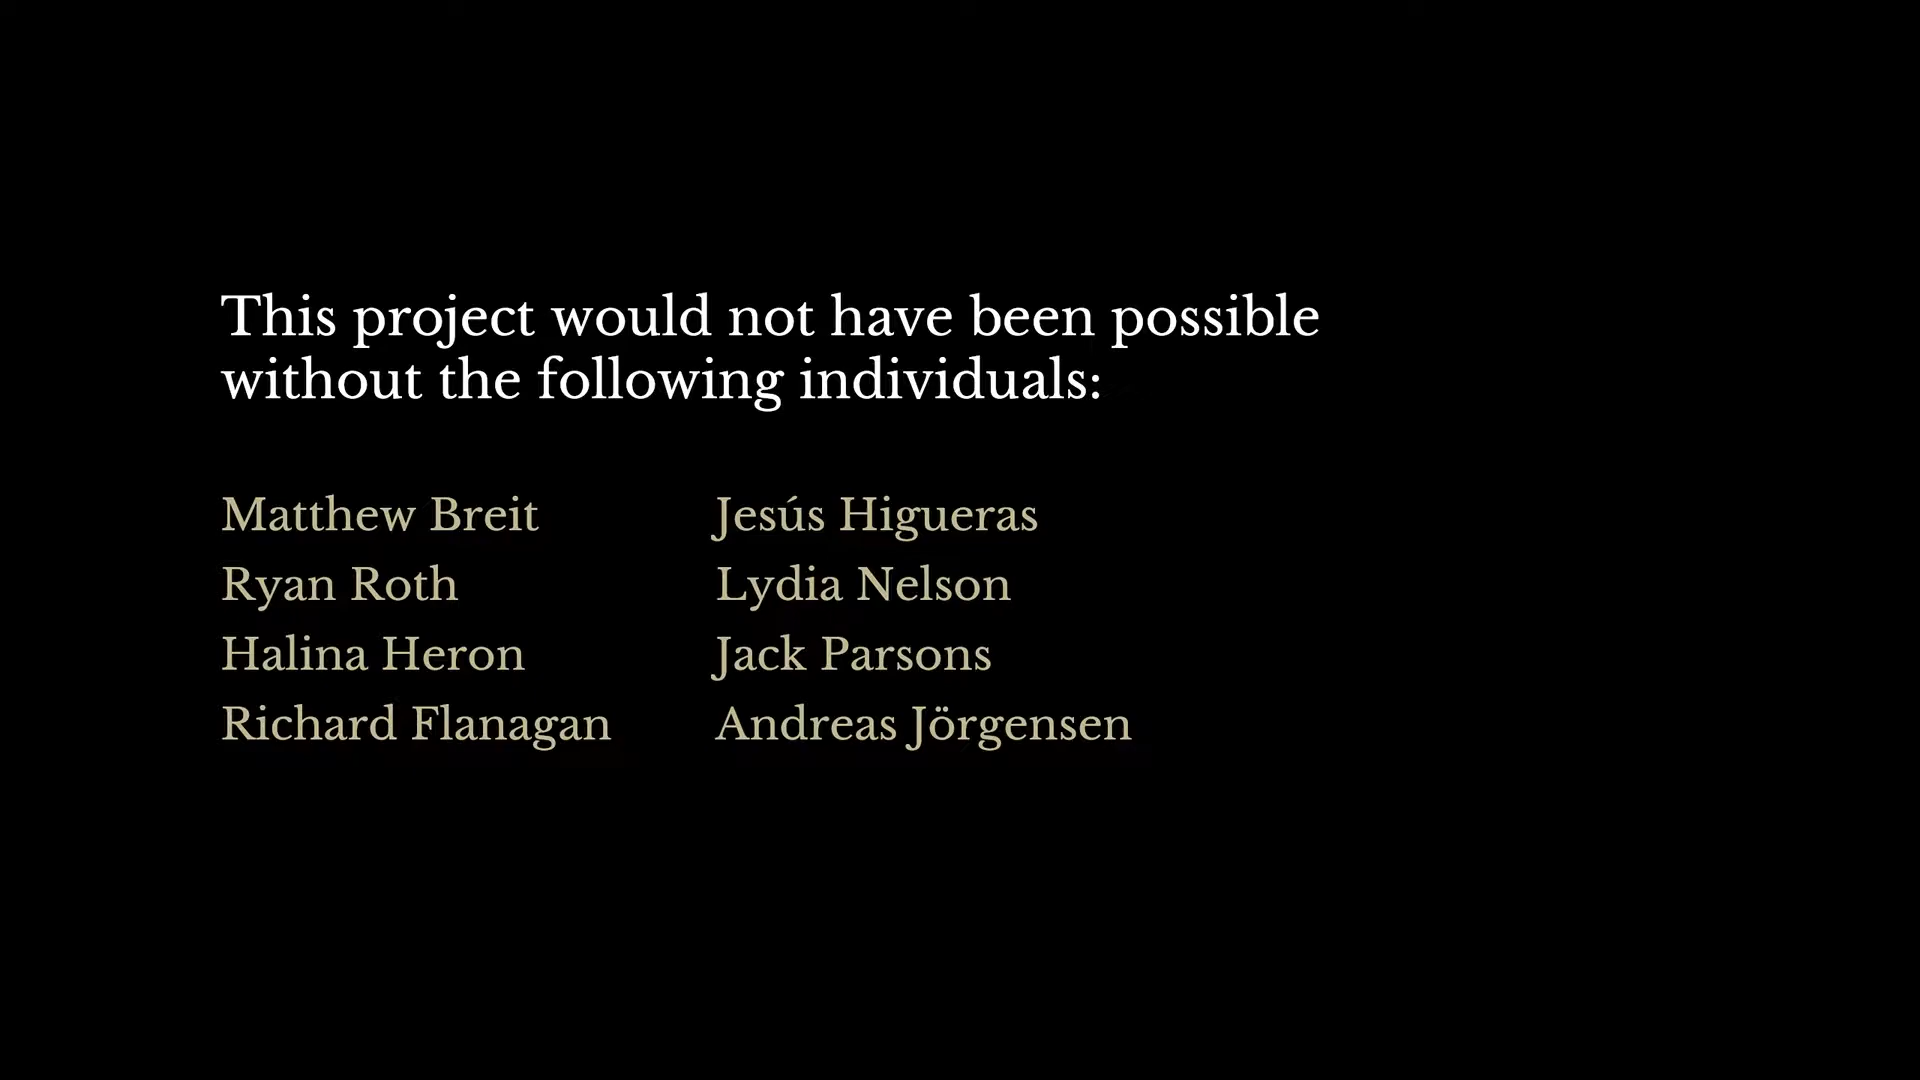 This project would not have been possible
without the following individuals:
Matthew Breit
Ryan Roth
Halina Heron
Richard Flanagan
Jesús Higueras
Lydia Nelson
Jack Parsons
Andreas Jörgensen